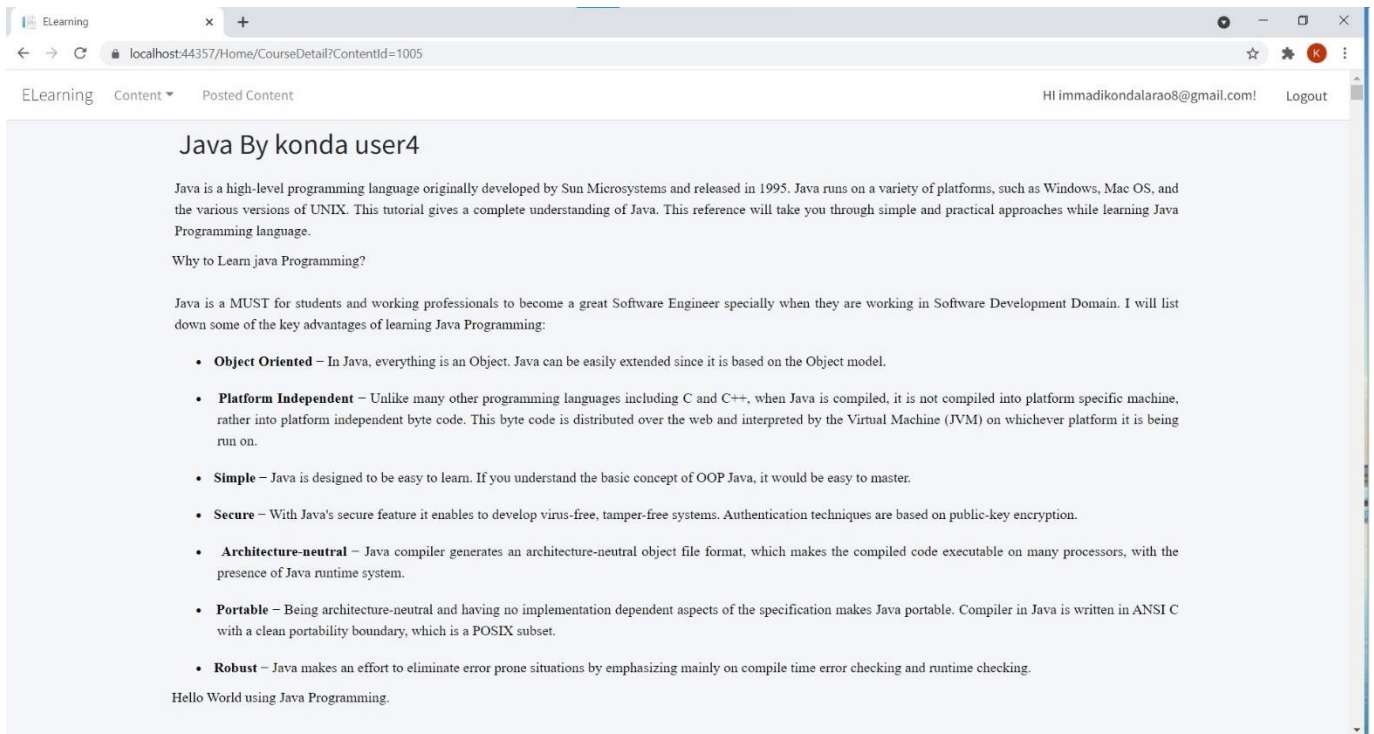 ELearning
localhost:44357/Home/CourseDetail?ContentId=1005
K
ELearning Content Posted Content HI immadikondalarao8@gmail.com! Logout
Java By konda user4
Java is a high-level programming language originally developed by Sun Microsystems and released in 1995. Java runs on a variety of platforms, such as Windows, Mac OS, and
the various versions of UNIX. This tutorial gives a complete understanding of Java. This reference will take you through simple and practical approaches while learning Java
Programming language.
Why to Learn java Programming?
Java is a MUST for students and working professionals to become a great Software Engineer specially when they are working in Software Development Domain. I will list
down some of the key advantages of learning Java Programming:
• Object Oriented − In Java, everything is an Object. Java can be easily extended since it is based on the Object model.
• Platform Independent − Unlike many other programming languages including C and C++, when Java is compiled, it is not compiled into platform specific machine,
rather into platform independent byte code. This byte code is distributed over the web and interpreted by the Virtual Machine (JVM) on whichever platform it is being
run on.
• Simple − Java is designed to be easy to learn. If you understand the basic concept of OOP Java, it would be easy to master.
• Secure − With Java's secure feature it enables to develop virus-free, tamper-free systems. Authentication techniques are based on public-key encryption.
• Architecture-neutral − Java compiler generates an architecture-neutral object file format, which makes the compiled code executable on many processors, with the
presence of Java runtime system.
• Portable − Being architecture-neutral and having no implementation dependent aspects of the specification makes Java portable. Compiler in Java is written in ANSI C
with a clean portability boundary, which is a POSIX subset.
• Robust − Java makes an effort to eliminate error prone situations by emphasizing mainly on compile time error checking and runtime checking.
Hello World using Java Programming.